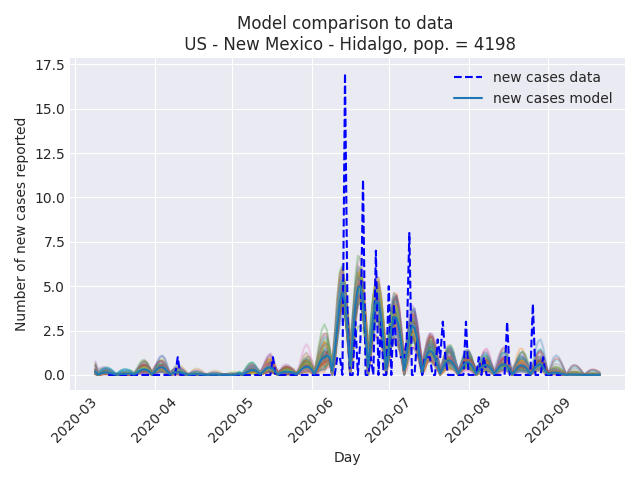 Model comparison to data
US - New Mexico - Hidalgo, pop. = 4198
new cases data
new cases model
Number of new cases reported
17.5
15.0
12.5
10.0
7.5
5.0
2.5
0.0
2020-03
2020-04
2020-05
2020-06
2020-07
2020-08
2020-09
Day